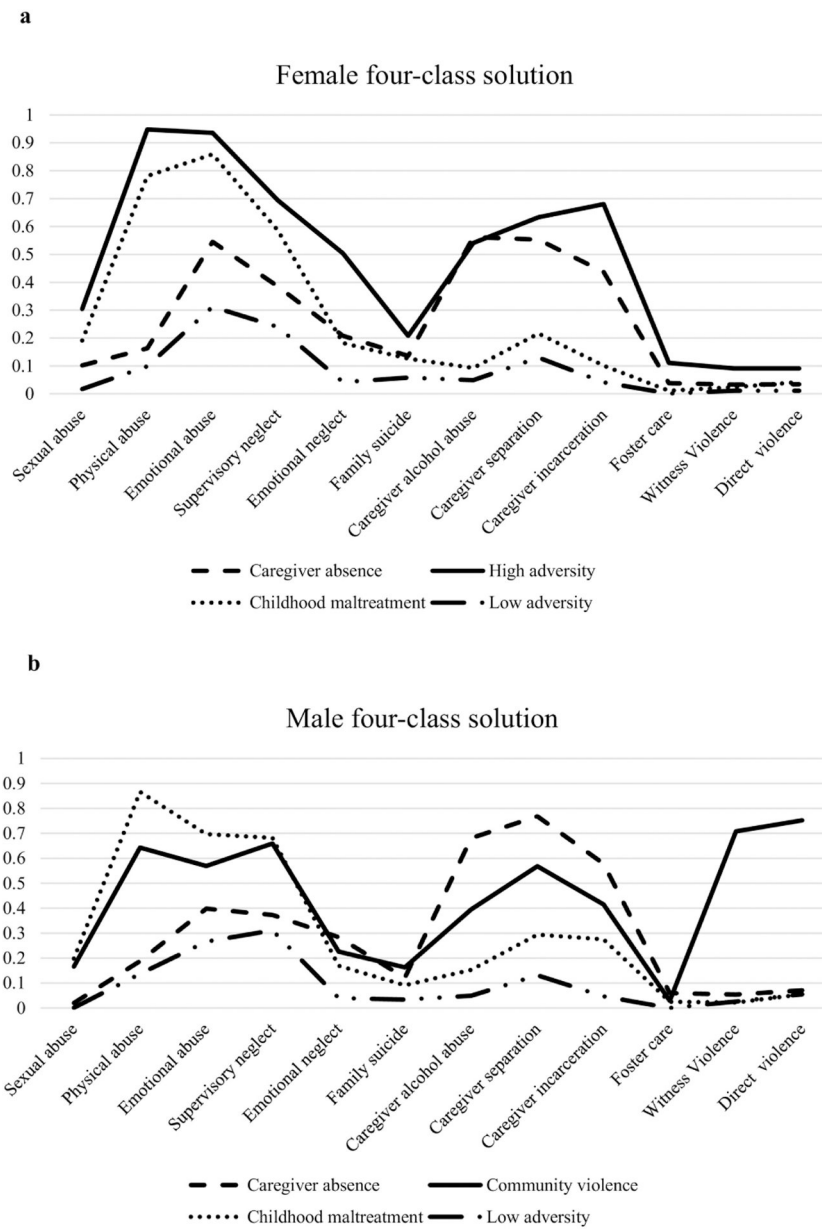 a
Female four-class solution
1
0.9
0.8
0.7
0.6
0.5
0.4
0.3
0.2
0.1
0
Sexual abuse
Physical abuse
Emotional abuse
Supervisory neglect
Emotional neglect
Family suicide
Caregiver alcohol abuse
Caregiver separation
Caregiver incarceration
Foster care
Witness Violence
Direct violence
Caregiver absence High adversity
Childhood maltreatment Low adversity
b
Male four-class solution
1
0.9
0.8
0.7
0.6
0.5
0.4
0.3
0.2
0.1
0
Sexual abuse
Physical abuse
Emotional abuse
Supervisory neglect
Emotional neglect
Family suicide
Caregiver alcohol abuse
Caregiver separation
Caregiver incarceration
Foster care
Witness Violence
Direct violence
Caregiver absence Community violence
Childhood maltreatment Low adversity